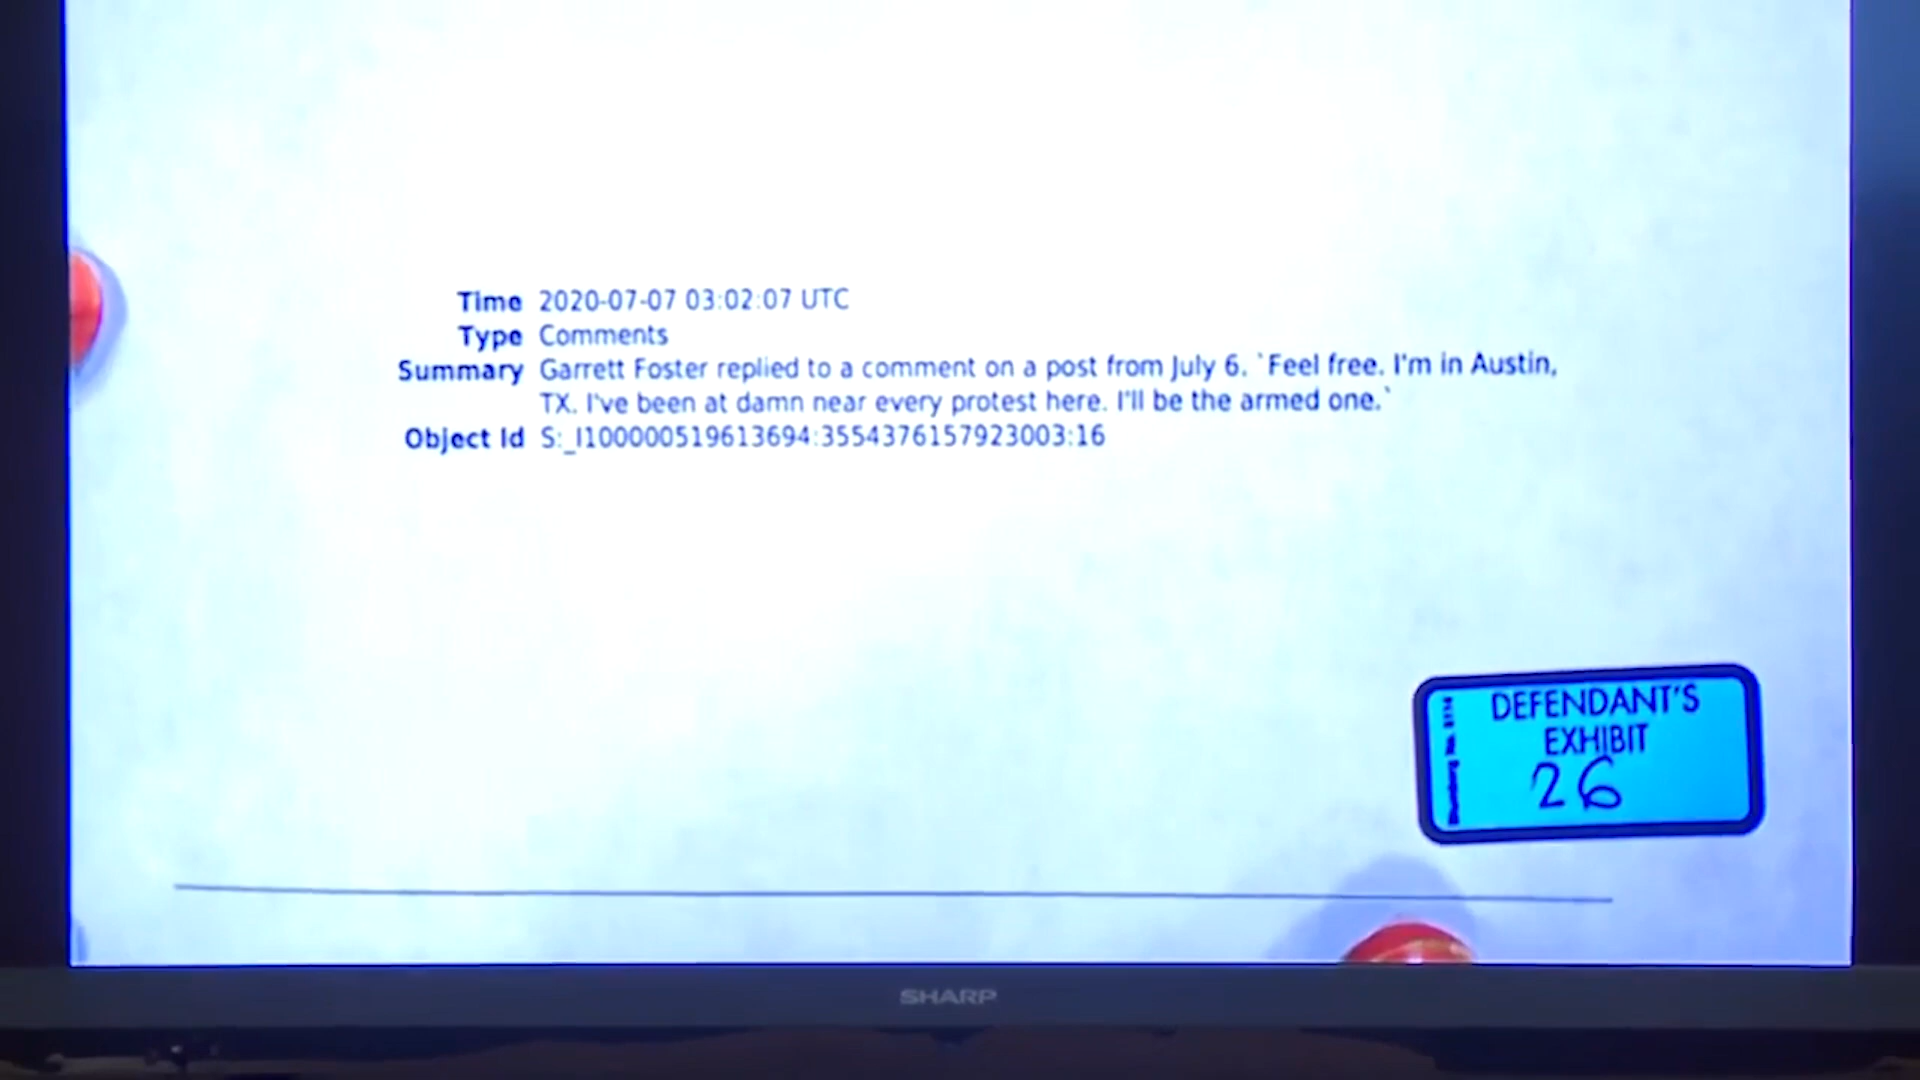 Time 2020-07-07 03:02:07 UTC
Type Comments
Summary Garrett Foster replied to a comment on a post from July 6. `Feel free. I'm in Austin,
TX. I've been at damn near every protest here. I'll be the armed one.`
Object Id S:_I100000519613694:3554376157923003:16
DEFENDANT'S
EXHIBIT
26
SHARP